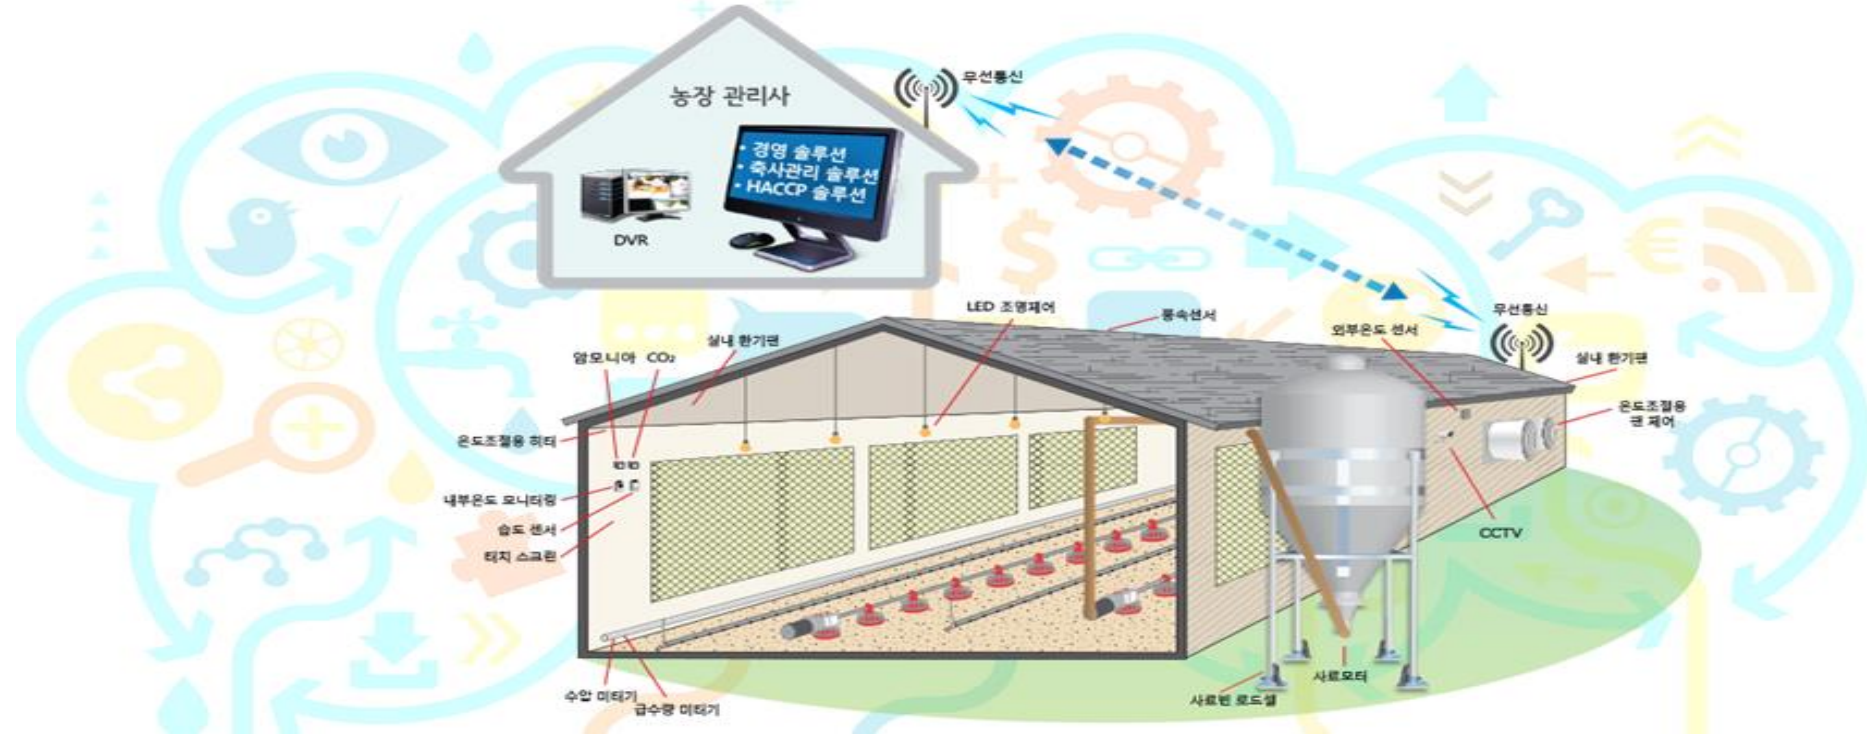 농장 관리사
무선통신
• 경영 솔루션
• 축사관리 솔루션
• HACCP 솔루션
DVR
LED 조명제어
풍속센서
무선통신
외부온도 센서
실내 환기팬
암모니아 CO₂
실내 환기팬
온도조절용
팬 제어
온도조절용 히터
내부온도 모니터링
습도 센서
터치 스크린
CCTV
수압 미터기
급수량 미터기
사료빈 로드셀
사료모터